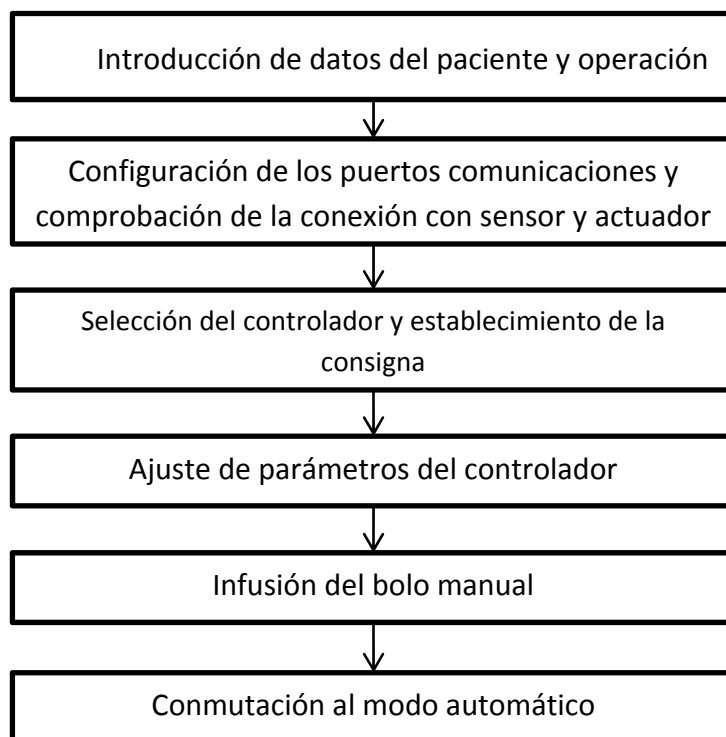 Introducción de datos del paciente y operación
Configuración de los puertos comunicaciones y
comprobación de la conexión con sensor y actuador
Selección del controlador y establecimiento de la
consigna
Ajuste de parámetros del controlador
Infusión del bolo manual
Conmutación al modo automático